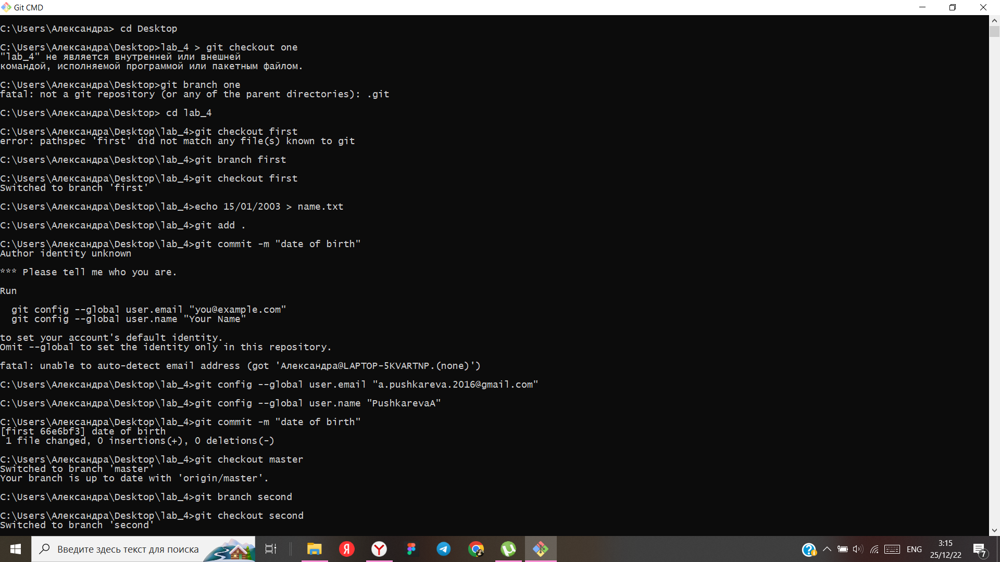 Git CMD
C:\Users\Александра> cd Desktop
C:\Users\Александра\Desktop>lab_4 > git checkout one
"lab_4" не является внутренней или внешней
командой, исполняемой программой или пакетным файлом.
C:\Users\Александра\Desktop>git branch one
fatal: not a git repository (or any of the parent directories): .git
C:\Users\Александра\Desktop> cd lab_4
C:\Users\Александра\Desktop\lab_4>git checkout first
error: pathspec 'first' did not match any file(s) known to git
C:\Users\Александра\Desktop\lab_4>git branch first
C:\Users\Александра\Desktop\lab_4>git checkout first
Switched to branch 'first'
C:\Users\Александра\Desktop\lab_4>echo 15/01/2003 > name.txt
C:\Users\Александра\Desktop\lab_4>git add .
C:\Users\Александра\Desktop\lab_4>git commit -m "date of birth"
Author identity unknown
*** Please tell me who you are.
Run
  git config --global user.email "you@example.com"
  git config --global user.name "Your Name"
to set your account's default identity.
Omit --global to set the identity only in this repository.
fatal: unable to auto-detect email address (got 'Александра@LAPTOP-5KVARTNP.(none)')
C:\Users\Александра\Desktop\lab_4>git config --global user.email "a.pushkareva.2016@gmail.com"
C:\Users\Александра\Desktop\lab_4>git config --global user.name "PushkarevaA"
C:\Users\Александра\Desktop\lab_4>git commit -m "date of birth"
[first 66e6bf3] date of birth
 1 file changed, 0 insertions(+), 0 deletions(-)
C:\Users\Александра\Desktop\lab_4>git checkout master
Switched to branch 'master'
Your branch is up to date with 'origin/master'.
C:\Users\Александра\Desktop\lab_4>git branch second
C:\Users\Александра\Desktop\lab_4>git checkout second
Switched to branch 'second'
Введите здесь текст для поиска
ENG
3:15
25/12/22
7